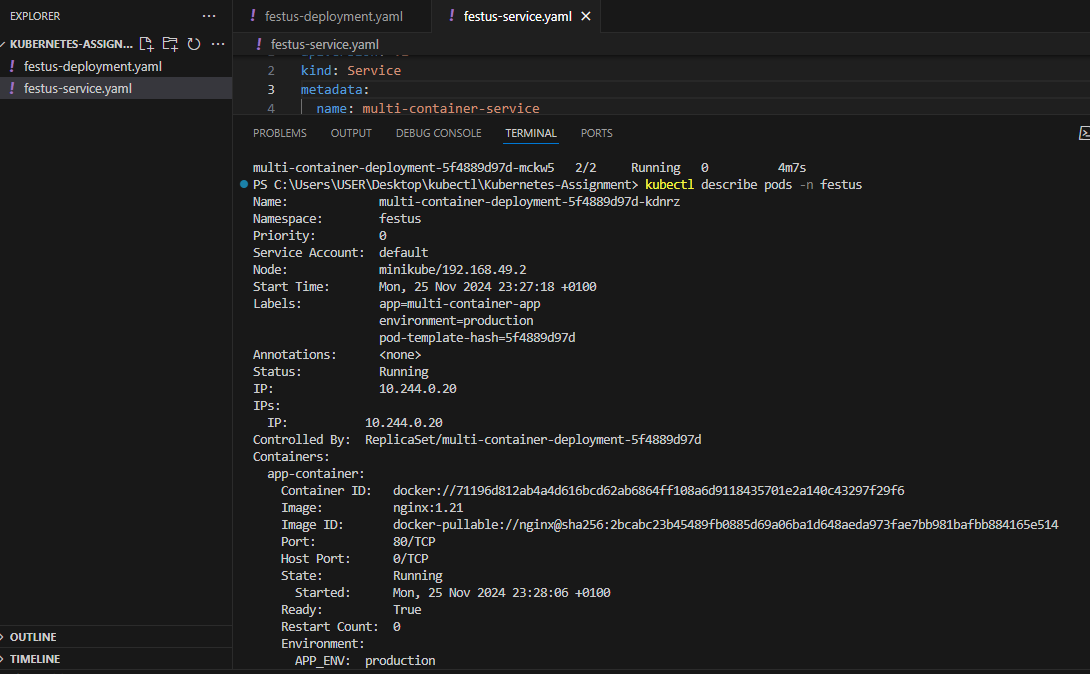 EXPLORER
festus-deployment.yaml
festus-service.yaml
KUBERNETES-ASSIGN...
festus-deployment.yaml
festus-service.yaml
festus-service.yaml
2 kind: Service
3 metadata:
4 name: multi-container-service
PROBLEMS OUTPUT DEBUG CONSOLE TERMINAL PORTS
multi-container-deployment-5f4889d97d-mckw5 2/2 Running 0 4m7s
PS C:\Users\USER\Desktop\kubectl\Kubernetes-Assignment> kubectl describe pods -n festus
Name: multi-container-deployment-5f4889d97d-kdnrz
Namespace: festus
Priority: 0
Service Account: default
Node: minikube/192.168.49.2
Start Time: Mon, 25 Nov 2024 23:27:18 +0100
Labels: app=multi-container-app
environment=production
pod-template-hash=5f4889d97d
Annotations: <none>
Status: Running
IP: 10.244.0.20
IPs:
IP: 10.244.0.20
Controlled By: ReplicaSet/multi-container-deployment-5f4889d97d
Containers:
app-container:
Container ID: docker://71196d812ab4a4d616bcd62ab6864ff108a6d9118435701e2a140c43297f29f6
Image: nginx:1.21
Image ID: docker-pullable://nginx@sha256:2bcabc23b45489fb0885d69a06ba1d648aeda973fae7bb981bafbb884165e514
Port: 80/TCP
Host Port: 0/TCP
State: Running
Started: Mon, 25 Nov 2024 23:28:06 +0100
Ready: True
Restart Count: 0
Environment:
APP_ENV: production
OUTLINE
TIMELINE